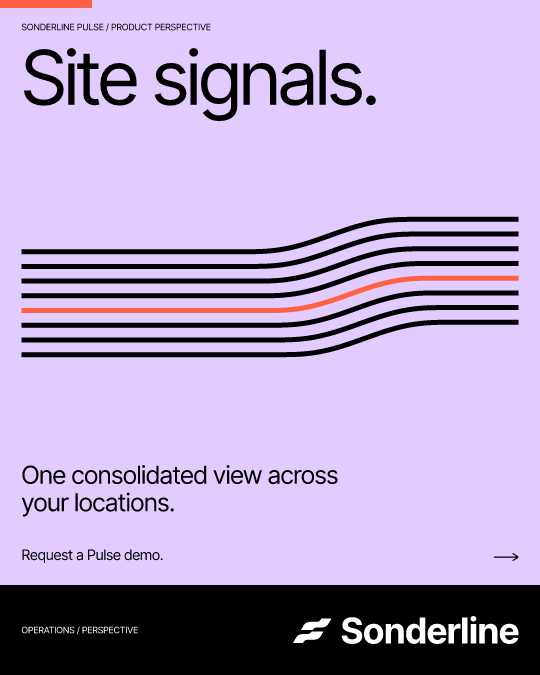 SONDERLINE PULSE / PRODUCT PERSPECTIVE
Site signals.
One consolidated view across
your locations.
Request a Pulse demo.
OPERATIONS / PERSPECTIVE
Sonderline